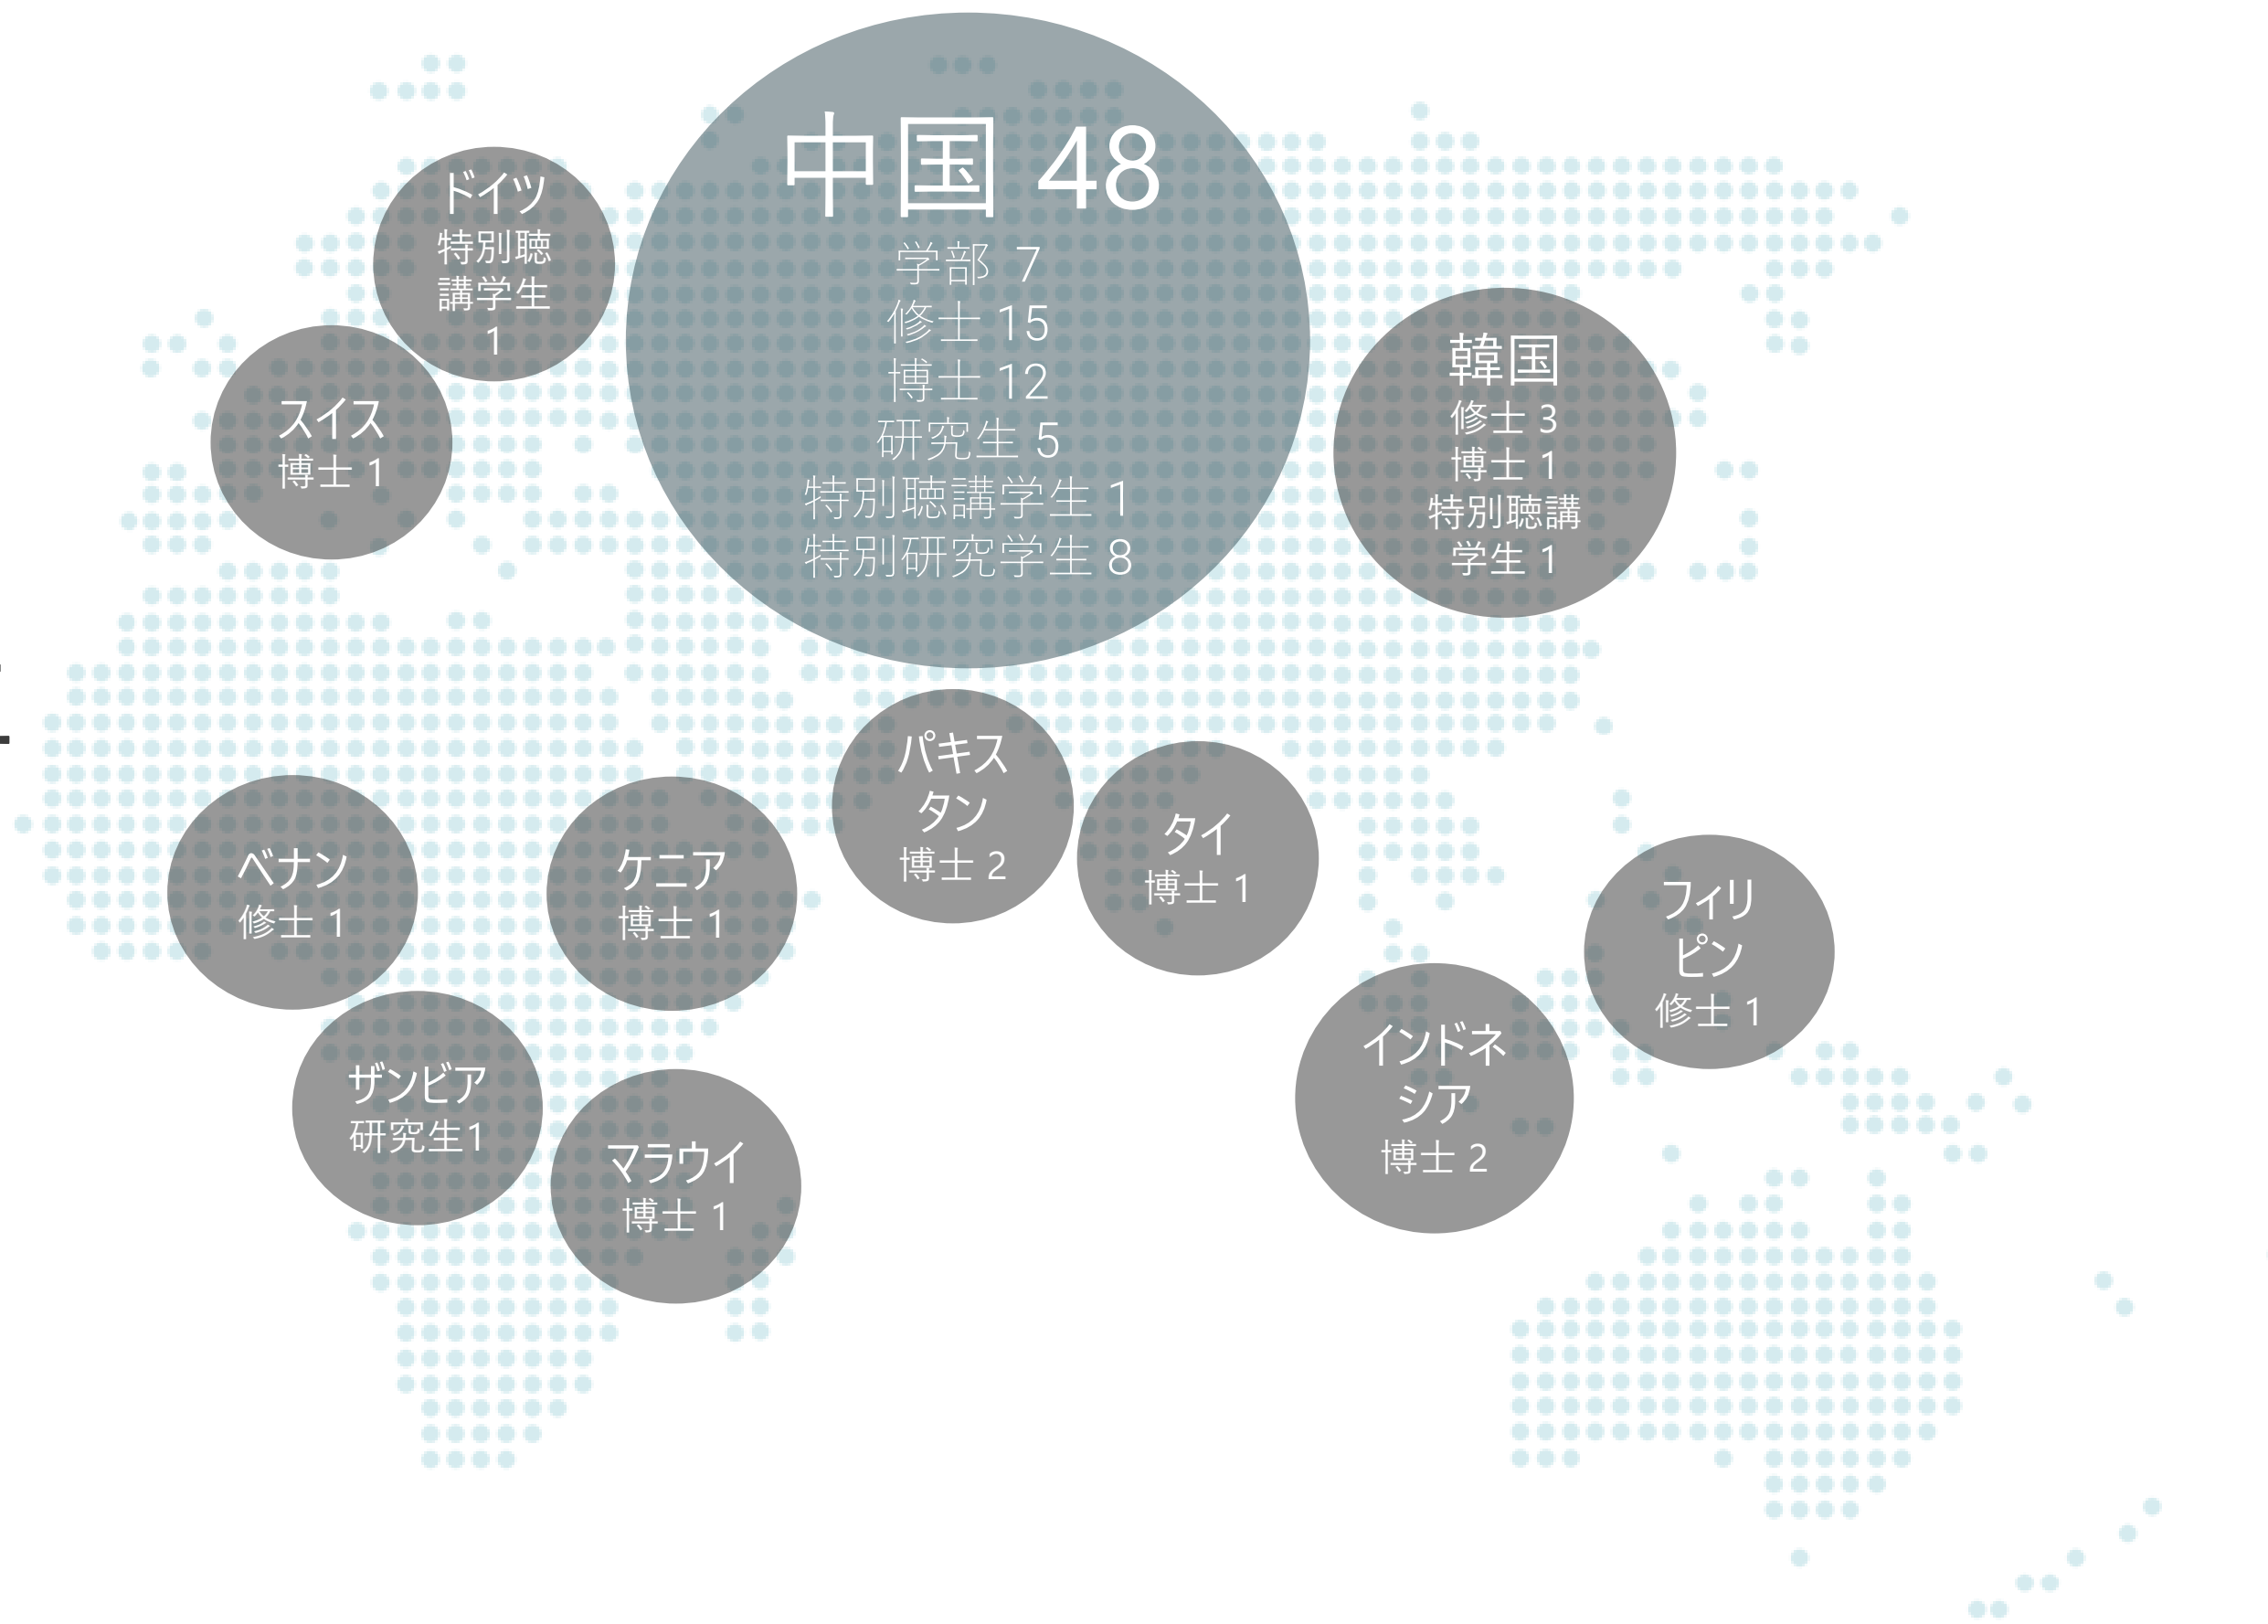 中国 48
学部 7
修士 15
博士 12
研究生 5
特別聴講学生 1
特別研究学生 8
ドイツ
特別聴
講学生
1
スイス
博士 1
韓国
修士 3
博士 1
特別聴講
学生 1
パキス
タン
博士 2
タイ
博士 1
ベナン
修士 1
ケニア
博士 1
フィリ
ピン
修士 1
ザンビア
研究生1
インドネ
シア
博士 2
マラウイ
博士 1